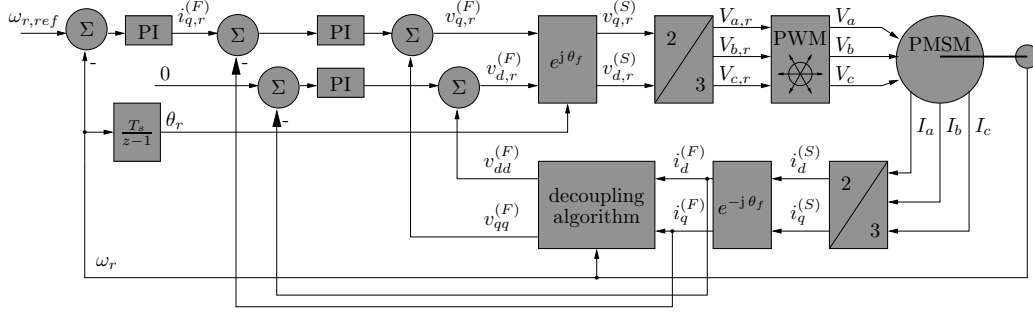 ω_{r,ref} Σ PI i_{q,r}^{(F)} Σ PI Σ v_{q,r}^{(F)} v_{q,r}^{(S)} V_{a,r} V_a
- 0 Σ PI Σ v_{d,r}^{(F)} e^{j θ_f} v_{d,r}^{(S)} 2 3 V_{b,r} V_{c,r} PWM V_b V_c PMSM
- - 
T_s / z−1 θ_r I_a I_b I_c
v_{dd}^{(F)} i_d^{(F)} i_d^{(S)} 2
decoupling
algorithm
e^{−j θ_f}
v_{qq}^{(F)} i_q^{(F)} i_q^{(S)} 3
ω_r